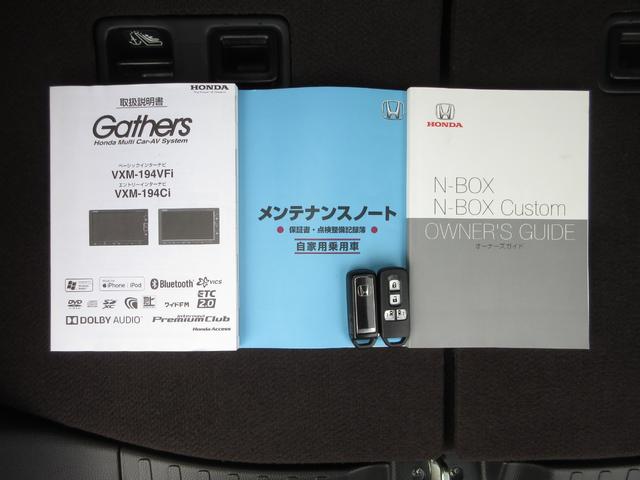 HONDA
取扱説明書
Gathers
Honda Multi Car-AV System
ベーシックインターナビ
VXM-194VFi
エントリーインターナビ
VXM-194Ci
iPhone iPod
Bluetooth
VICS
DVD
ワイドFM
ETC 2.0
DOLBY AUDIO
internavi PremiumClub
Honda Access
メンテナンスノート
保証書・点検整備記録簿
自家用乗用車
HONDA
N-BOX
N-BOX Custom
OWNER'S GUIDE
オーナーズガイド